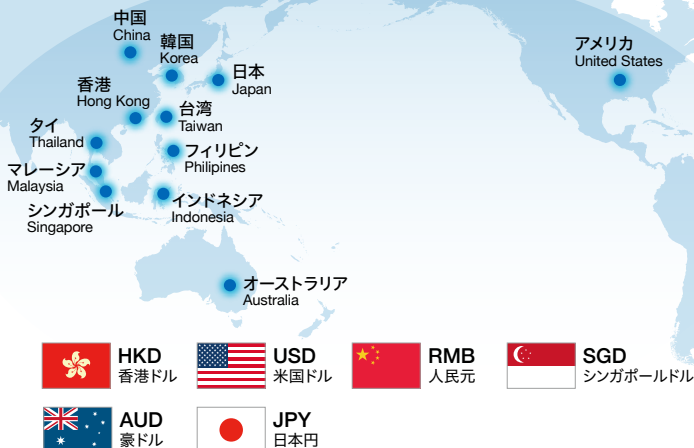 中国
China
韓国
Korea
日本
Japan
アメリカ
United States
香港
Hong Kong
台湾
Taiwan
タイ
Thailand
フィリピン
Philipines
マレーシア
Malaysia
シンガポール
Singapore
インドネシア
Indonesia
オーストラリア
Australia
HKD
香港ドル
USD
米国ドル
RMB
人民元
SGD
シンガポールドル
AUD
豪ドル
JPY
日本円